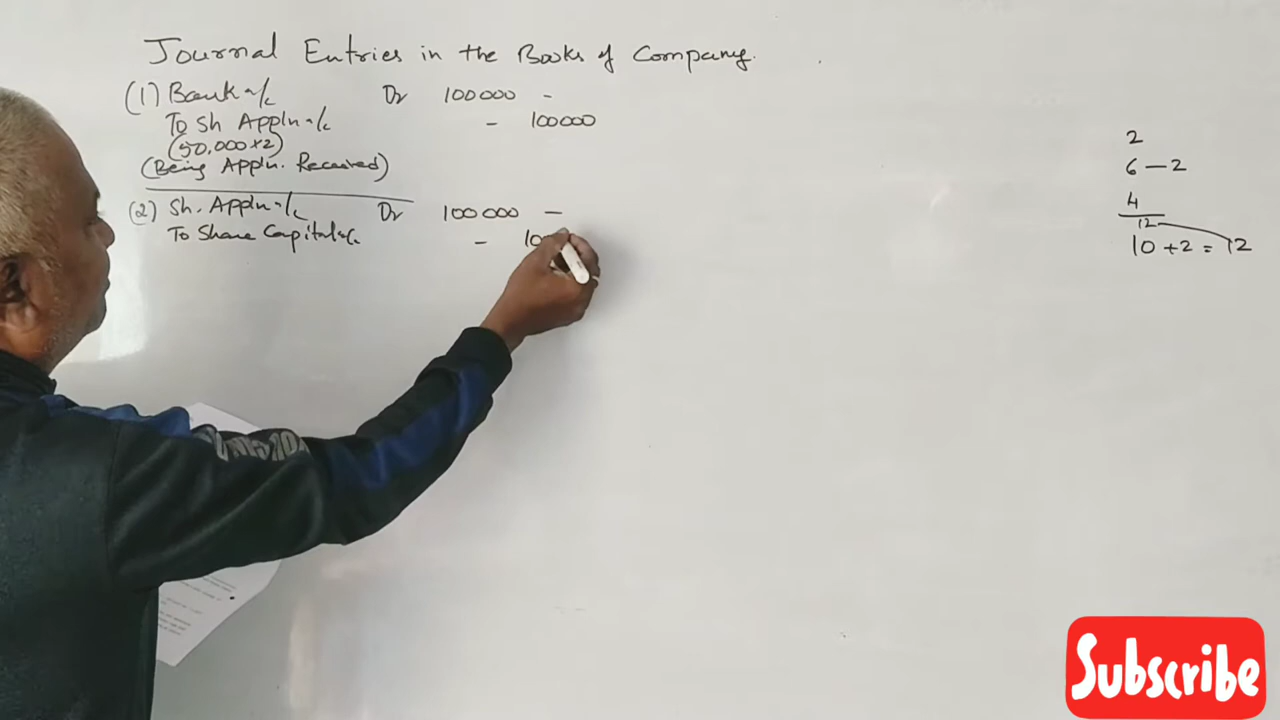 Journal Entries in the Books of Company.
(1) Bank a/c Dr 100000 -
To Sh Appln a/c - 100000
(50,000×2)
(Being Appln. Received)
(2) Sh. Appln a/c Dr 100000 -
To Share Capital a/c - 10
2
6 - 2
4
12
10 + 2 = 12
Subscribe